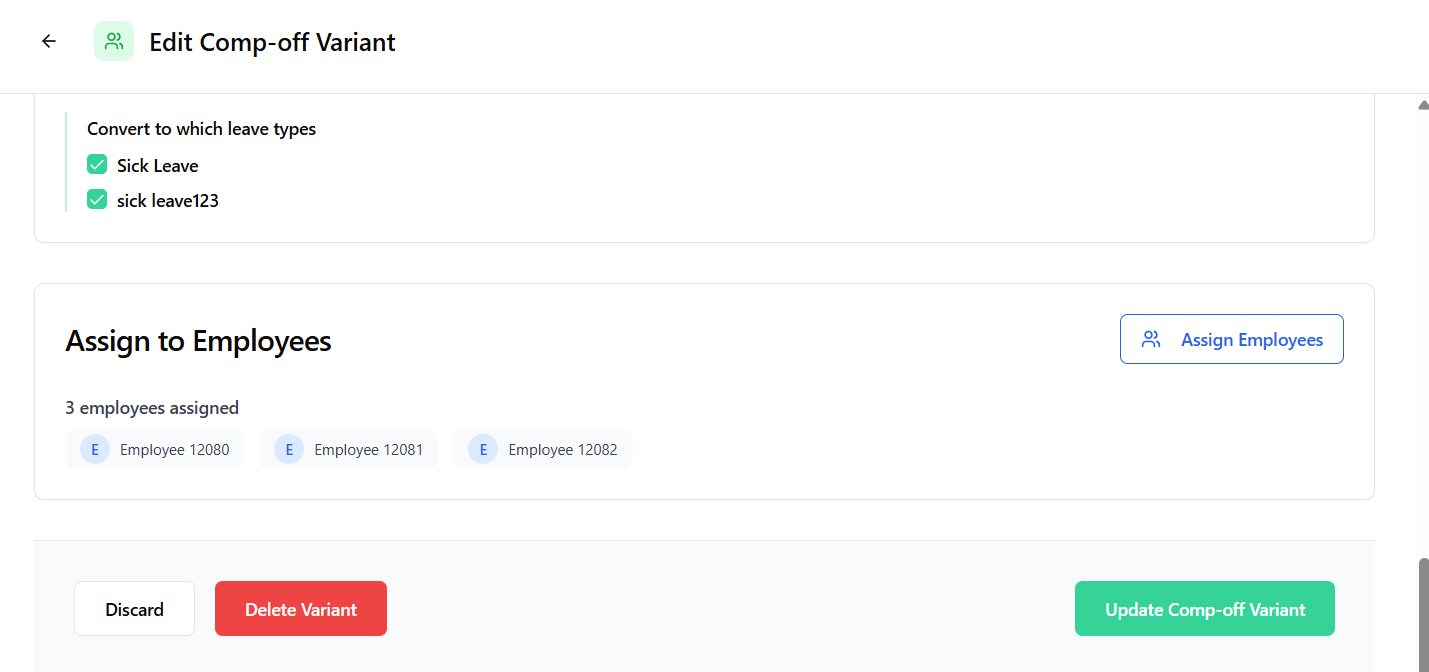 Edit Comp-off Variant
Convert to which leave types
Sick Leave
sick leave123
Assign to Employees
Assign Employees
3 employees assigned
E Employee 12080 E Employee 12081 E Employee 12082
Discard Delete Variant Update Comp-off Variant